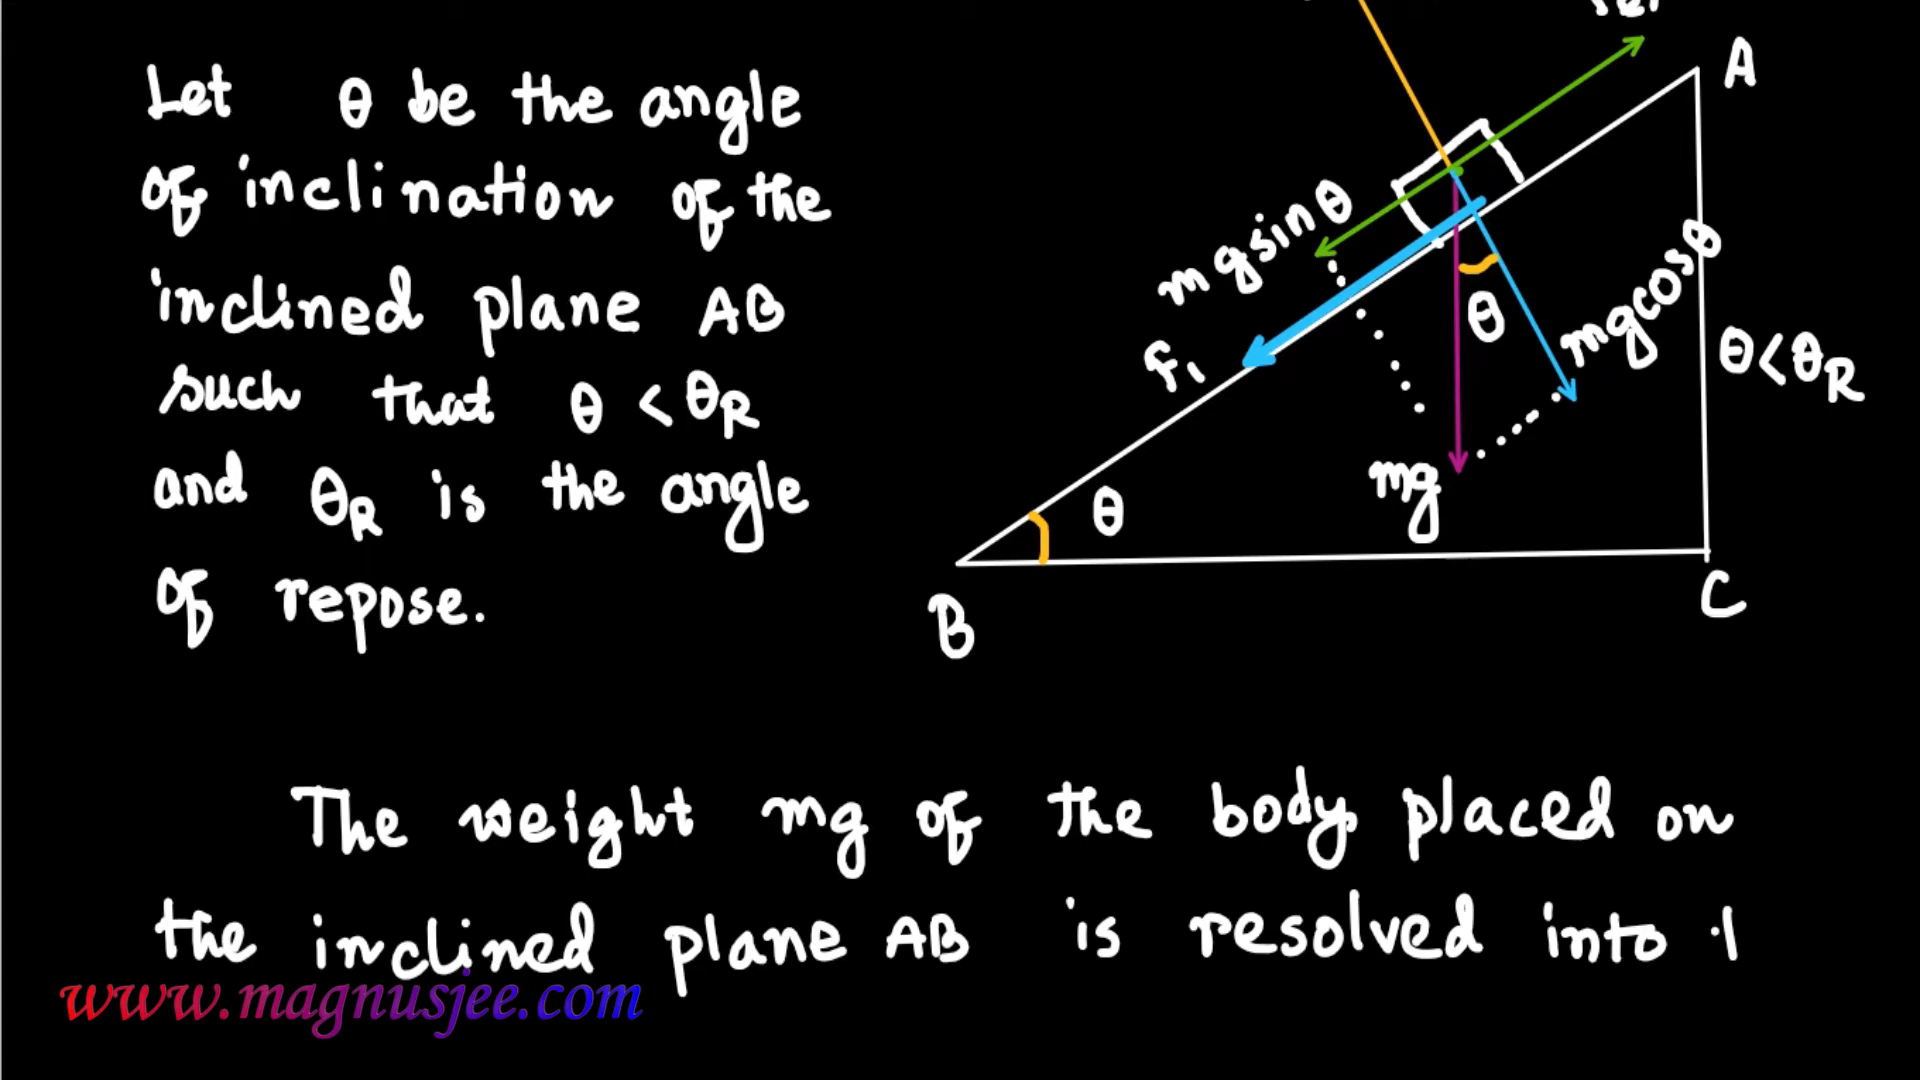 Let θ be the angle
of inclination of the
inclined plane AB
such that θ < θR
and θR is the angle
of repose.
A
mgsinθ
mgcosθ
θ
f1
θ<θR
mg
θ
B
C
The weight mg of the body placed on
the inclined plane AB is resolved into
www.magnusjee.com